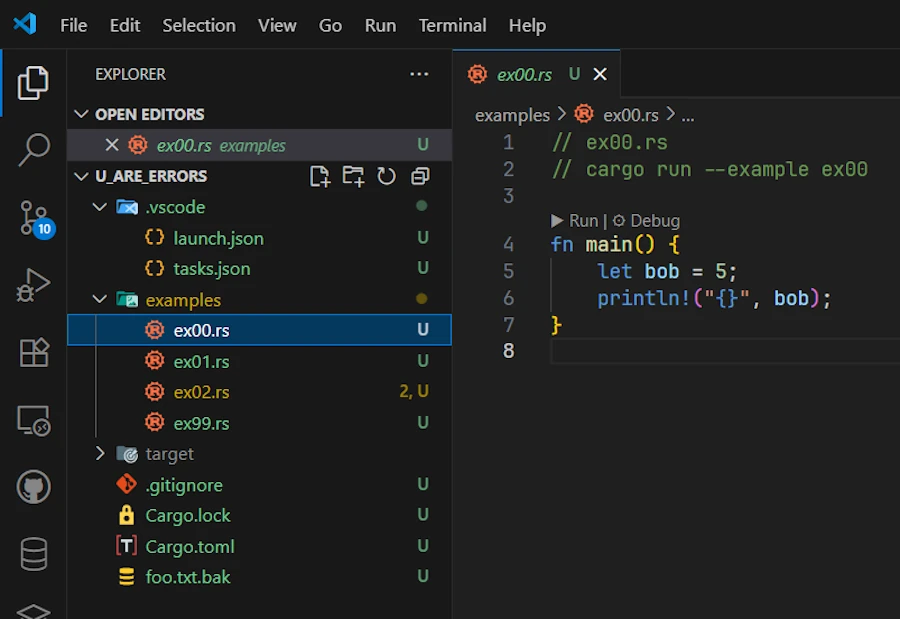 File Edit Selection View Go Run Terminal Help
EXPLORER ...
OPEN EDITORS
ex00.rs examples U
U_ARE_ERRORS
.vscode
launch.json U
tasks.json U
examples
ex00.rs U
ex01.rs U
ex02.rs 2, U
ex99.rs U
target
.gitignore U
Cargo.lock U
Cargo.toml U
foo.txt.bak U
10
ex00.rs U
examples > ex00.rs > ...
1 // ex00.rs
2 // cargo run --example ex00
3
Run | Debug
4 fn main() {
5 let bob = 5;
6 println!("{}", bob);
7 }
8